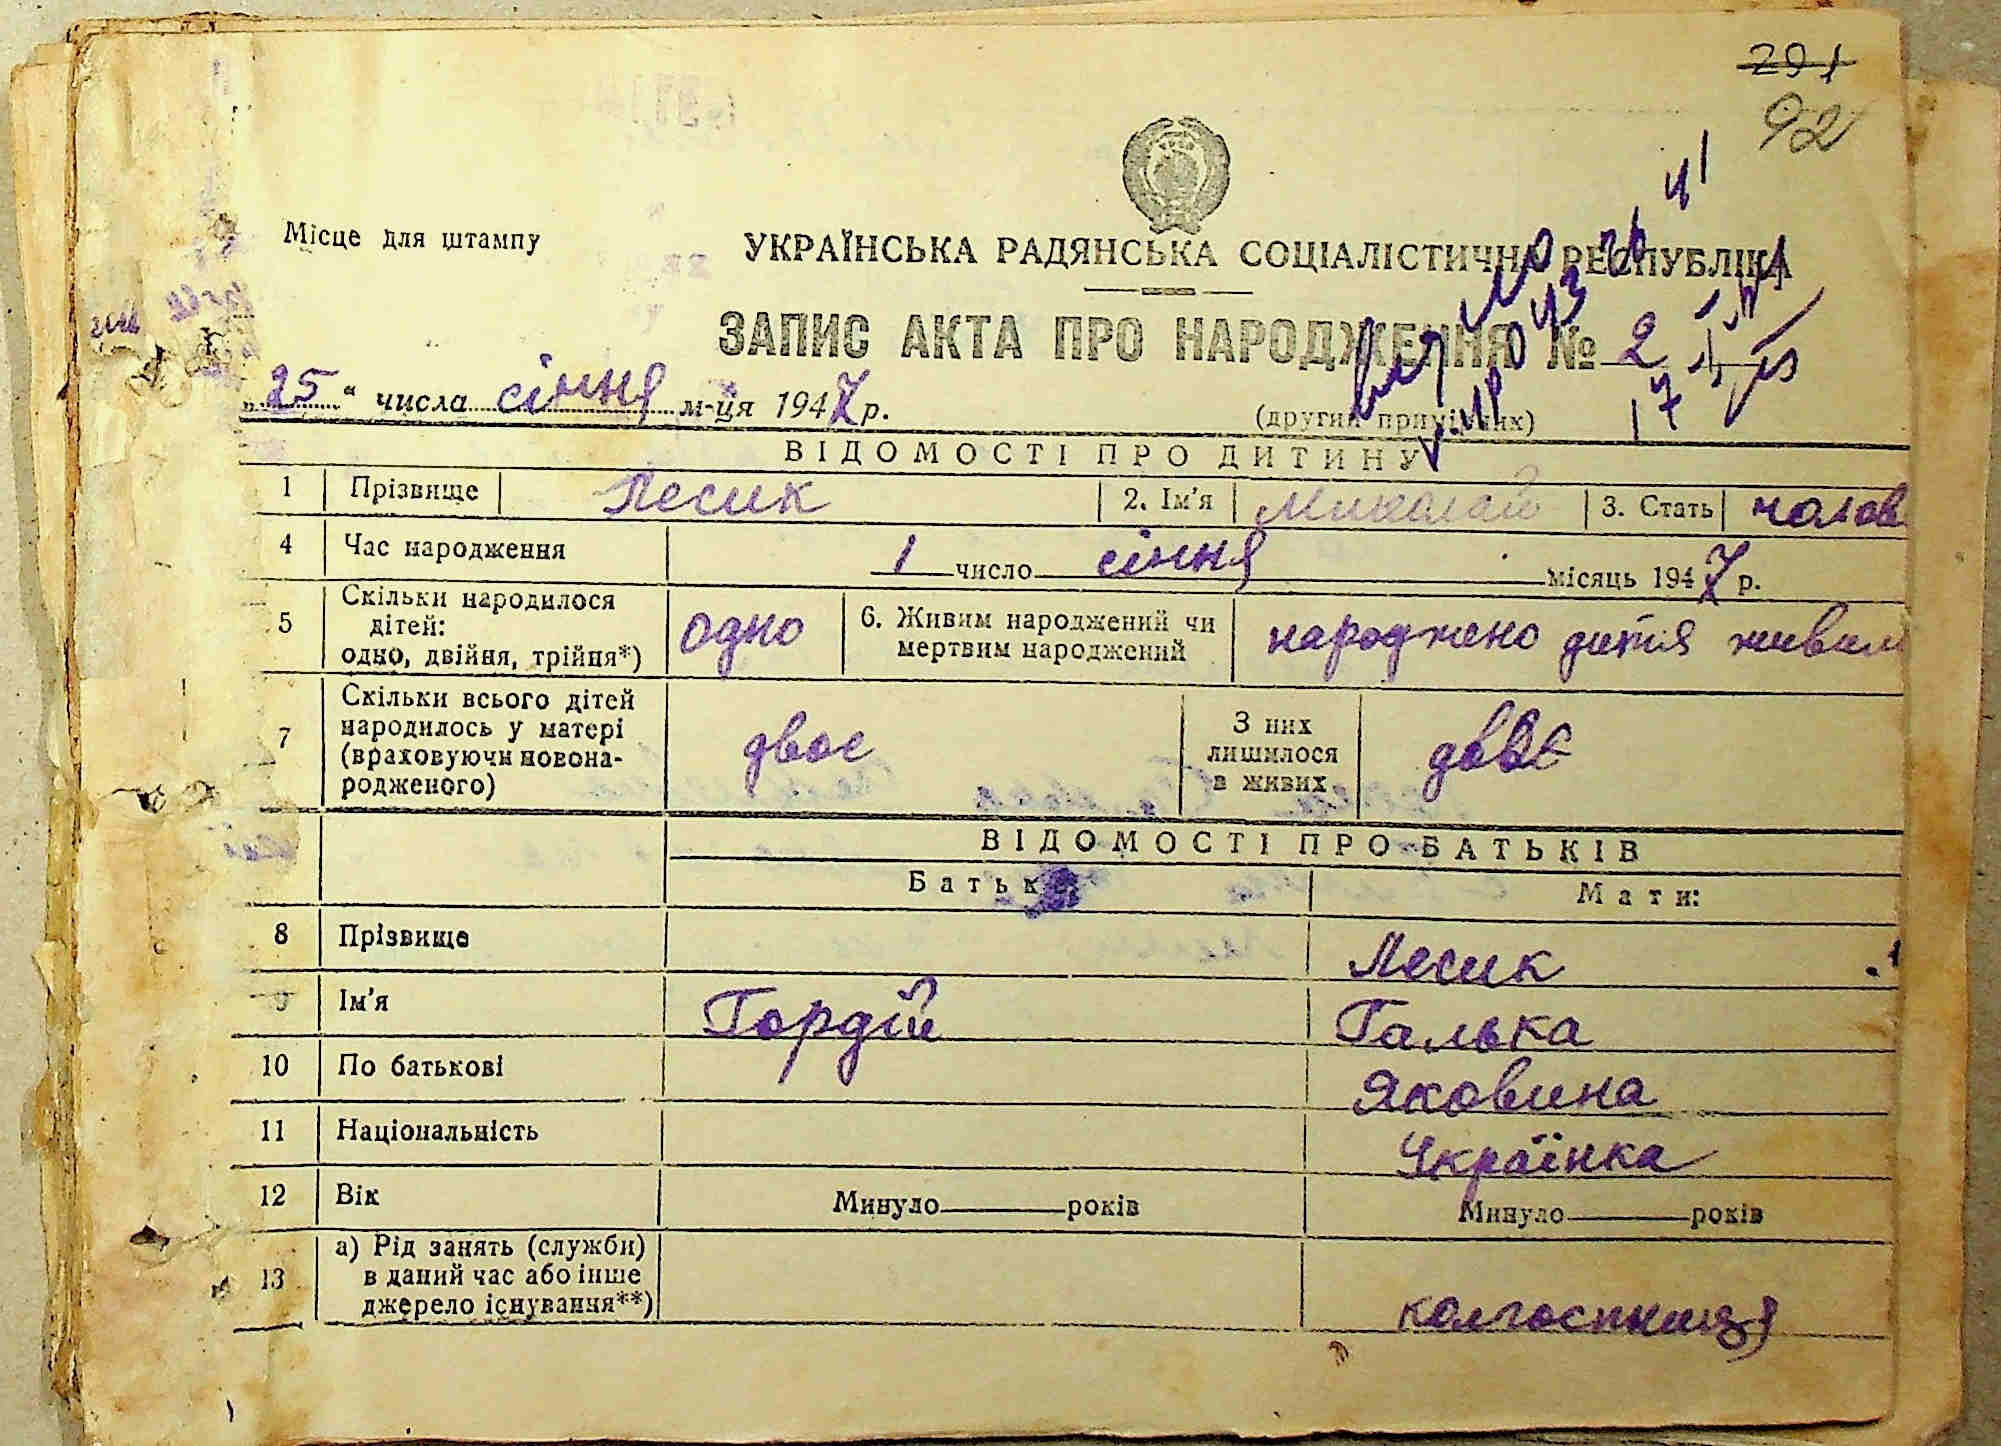 291
92
Місце для штампу
УКРАЇНСЬКА РАДЯНСЬКА СОЦІАЛІСТИЧНА РЕСПУБЛІКА
ЗАПИС АКТА ПРО НАРОДЖЕННЯ № 2
„25“ числа січня м-ця 1947 р.
(другий примірник)
ВІДОМОСТІ ПРО ДИТИНУ
1 Прізвище Лесик 2. Ім'я Николай 3. Стать чолов
4 Час народження 1 число січня місяць 1947 р.
5 Скільки народилося дітей: одно, двійня, трійня*) одно 6. Живим народжений чи мертвим народжений народжено дитя живим
7 Скільки всього дітей народилось у матері (враховуючи новонародженого) двоє З них лишилося в живих двоє
ВІДОМОСТІ ПРО БАТЬКІВ
Батько Мати:
8 Прізвище Лесик
9 Ім'я Гордій Галька
10 По батькові Яковина
11 Національність Українка
12 Вік Минуло років Минуло років
13 а) Рід занять (служби) в даний час або інше джерело існування**) колгоспниця